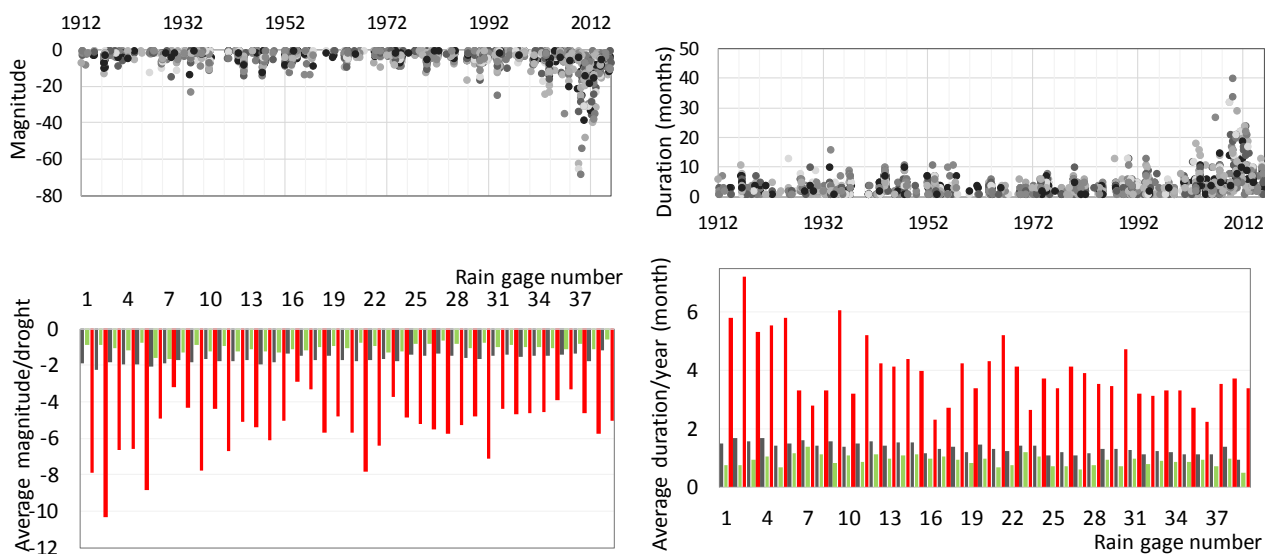 1912 1932 1952 1972 1992 2012
0
-20
-40
-60
-80
Magnitude
50
40
30
20
10
0
Duration (months)
1912 1932 1952 1972 1992 2012
Rain gage number
1 4 7 10 13 16 19 22 25 28 31 34 37
0
-2
-4
-6
-8
-10
-12
Average magnitude/droght
6
4
2
0
Average duration/year (month)
1 4 7 10 13 16 19 22 25 28 31 34 37
Rain gage number